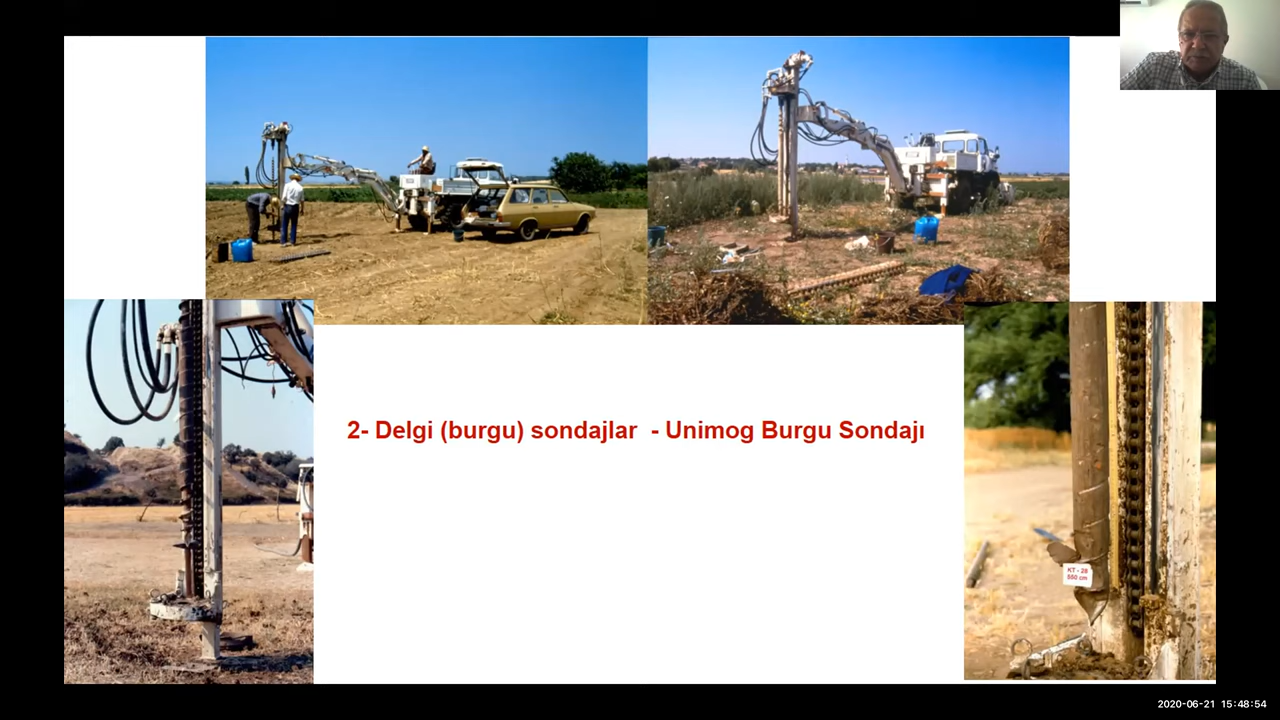 2- Delgi (burgu) sondajlar - Unimog Burgu Sondajı
KT - 28
550 cm
2020-06-21 15:48:54